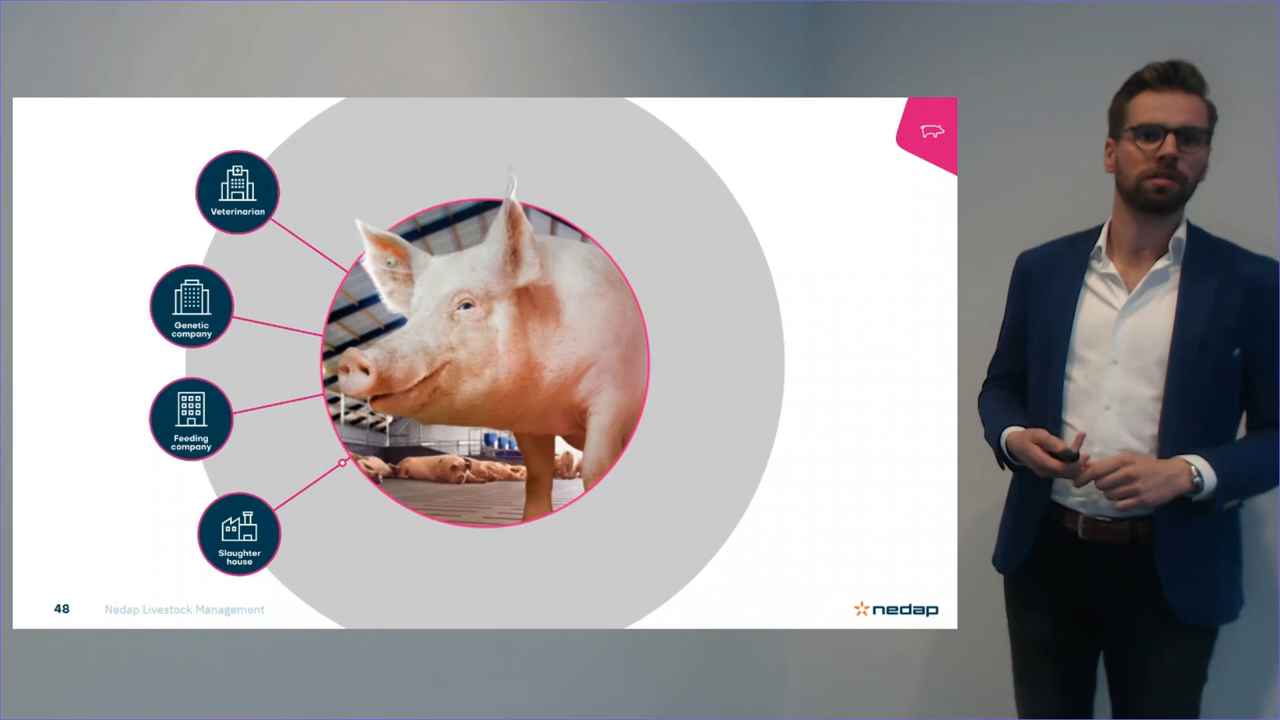 Veterinarian
Genetic
company
Feeding
company
Slaughter
house
48
Nedap Livestock Management
nedap